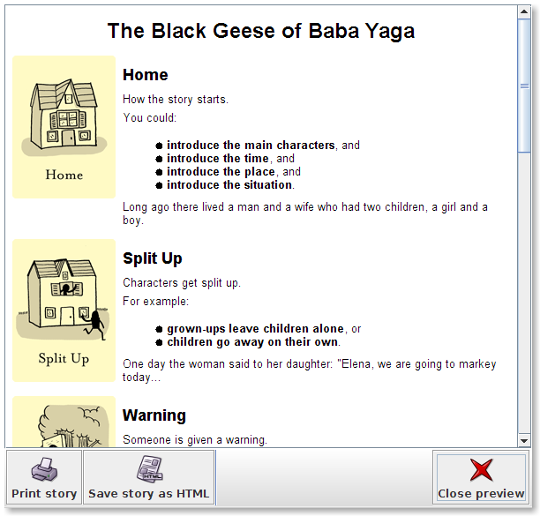 The Black Geese of Baba Yaga
Home
How the story starts.
You could:
introduce the main characters, and
introduce the time, and
introduce the place, and
introduce the situation.
Long ago there lived a man and a wife who had two children, a girl and a
boy.
Home
Split Up
Characters get split up.
For example:
grown-ups leave children alone, or
children go away on their own.
One day the woman said to her daughter: "Elena, we are going to markey
today...
Split Up
Warning
Someone is given a warning.
Print story
Save story as HTML
Close preview